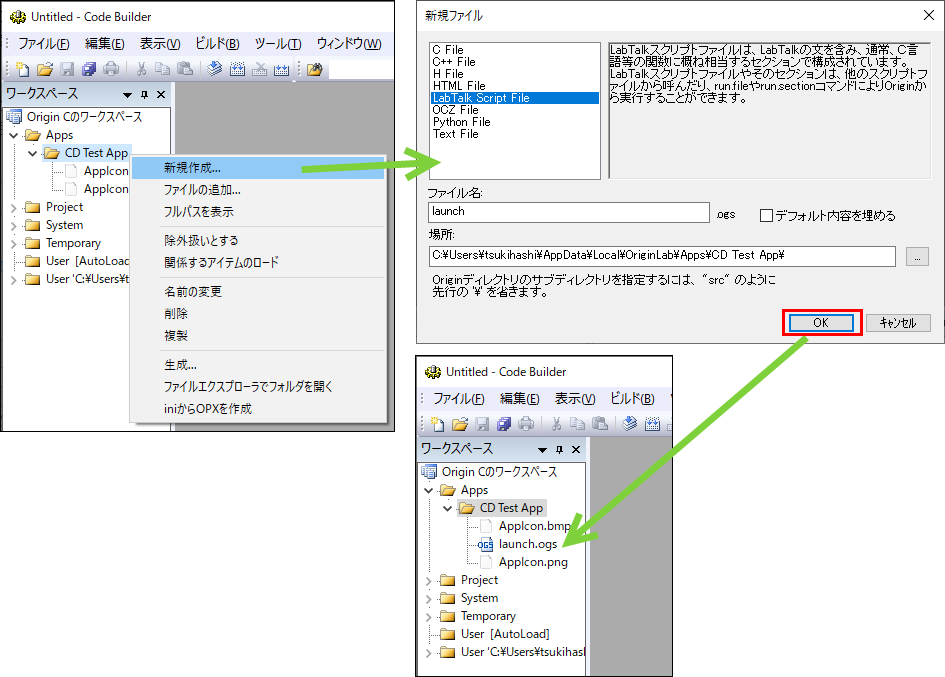 Untitled - Code Builder
ファイル(F) 編集(E) 表示(V) ビルド(B) ツール(T) ウィンドウ(W)
ワークスペース
Origin Cのワークスペース
Apps
CD Test App
AppIcon
AppIcon
Project
System
Temporary
User [AutoLoad
User 'C:¥Users¥t
新規作成...
ファイルの追加...
フルパスを表示
除外扱いとする
関係するアイテムのロード
名前の変更
削除
複製
生成...
ファイルエクスプローラでフォルダを開く
iniからOPXを作成
新規ファイル
C File
C++ File
H File
HTML File
LabTalk Script File
OCZ File
Python File
Text File
LabTalkスクリプトファイルは、LabTalkの文を含み、通常、C言
語等の関数に概ね相当するセクションで構成されています。
LabTalkスクリプトファイルやそのセクションは、他のスクリプトフ
ァイルから呼んだり、run.fileやrun.sectionコマンドによりOriginか
ら実行することができます。
ファイル名:
launch
.ogs
デフォルト内容を埋める
場所:
C:¥Users¥tsukihashi¥AppData¥Local¥OriginLab¥Apps¥CD Test App¥
...
Originディレクトリのサブディレクトリを指定するには、"src" のように
先行の '¥' を省きます。
OK
キャンセル
Untitled - Code Builder
ファイル(F) 編集(E) 表示(V) ビルド(B)
ワークスペース
Origin Cのワークスペース
Apps
CD Test App
AppIcon.bmp
OGS launch.ogs
AppIcon.png
Project
System
Temporary
User [AutoLoad]
User 'C:¥Users¥tsukihasl